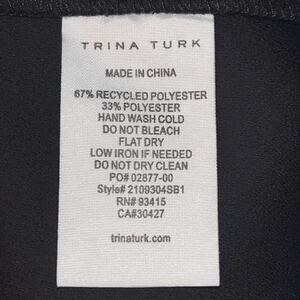 TRINA TURK
MADE IN CHINA
67% RECYCLED POLYESTER
33% POLYESTER
HAND WASH COLD
DO NOT BLEACH
FLAT DRY
LOW IRON IF NEEDED
DO NOT DRY CLEAN
PO# 02877-00
Style# 2109304SB1
RN# 93415
CA#30427
trinaturk.com